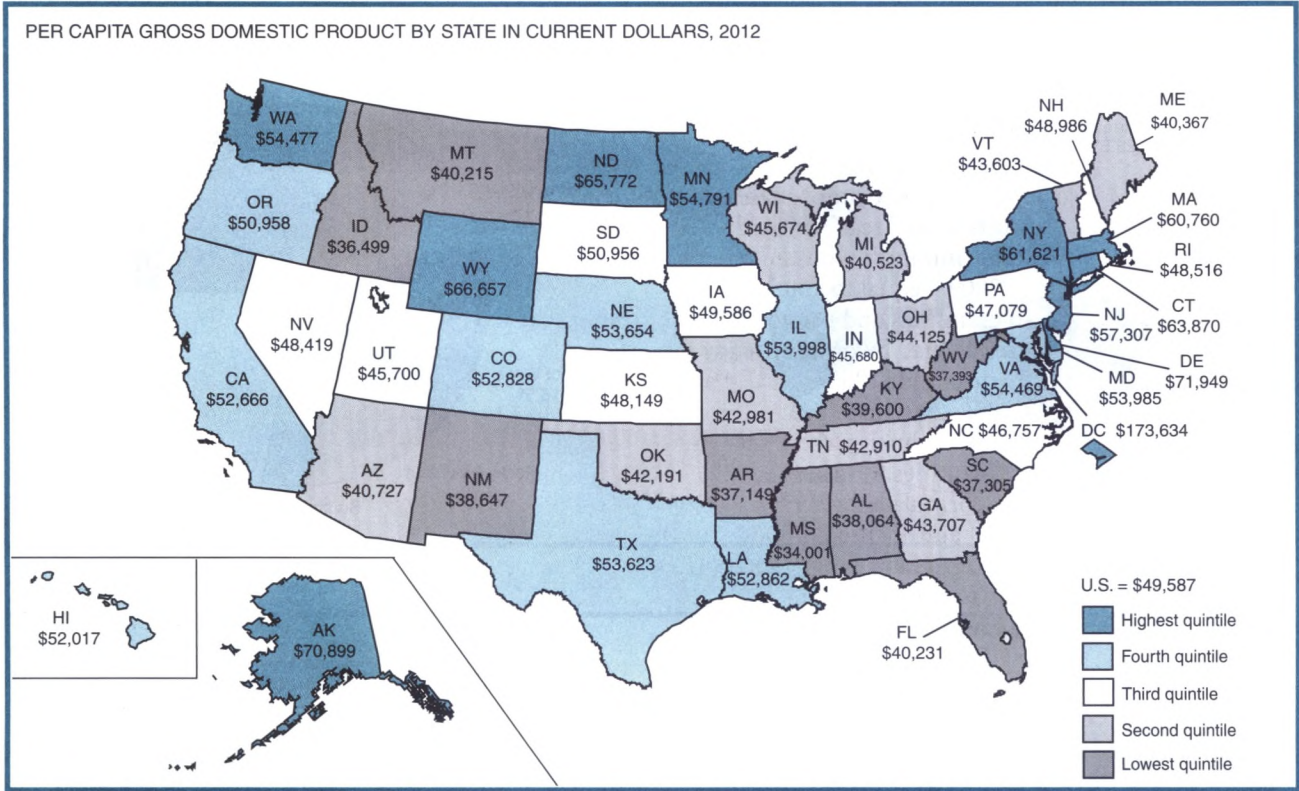 PER CAPITA GROSS DOMESTIC PRODUCT BY STATE IN CURRENT DOLLARS, 2012
WA
$54,477
OR
$50,958
CA
$52,666
ID
$36,499
NV
$48,419
MT
$40,215
WY
$66,657
UT
$45,700
AZ
$40,727
CO
$52,828
NM
$38,647
ND
$65,772
SD
$50,956
NE
$53,654
KS
$48,149
OK
$42,191
TX
$53,623
MN
$54,791
IA
$49,586
MO
$42,981
AR
$37,149
LA
$52,862
WI
$45,674
IL
$53,998
MI
$40,523
IN
$45,680
OH
$44,125
KY
$39,600
TN $42,910
MS
$34,001
AL
$38,064
GA
$43,707
FL
$40,231
SC
$37,305
NC $46,757
WV
$37,393
VA
$54,469
PA
$47,079
NY
$61,621
VT
$43,603
NH
$48,986
ME
$40,367
MA
$60,760
RI
$48,516
CT
$63,870
NJ
$57,307
DE
$71,949
MD
$53,985
DC $173,634
HI
$52,017
AK
$70,899
U.S. = $49,587
Highest quintile
Fourth quintile
Third quintile
Second quintile
Lowest quintile